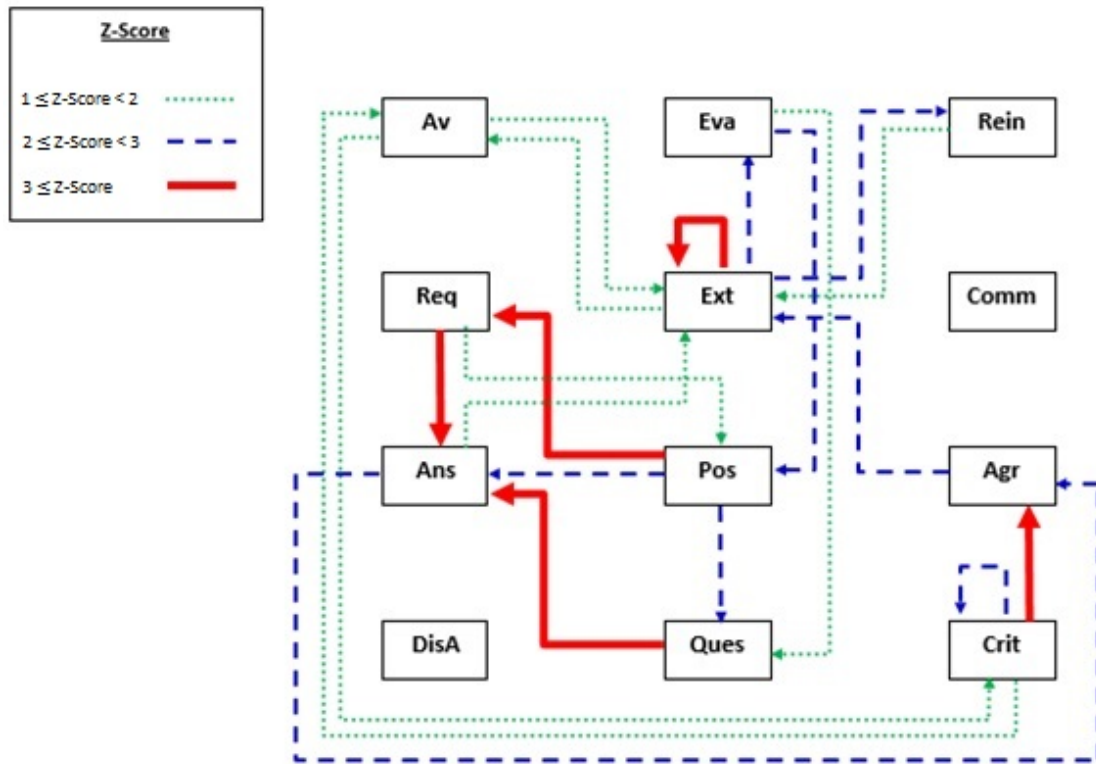 Z-Score
1 ≤ Z-Score < 2
2 ≤ Z-Score < 3
3 ≤ Z-Score
Av
Eva
Rein
Req
Ext
Comm
Ans
Pos
Agr
DisA
Ques
Crit